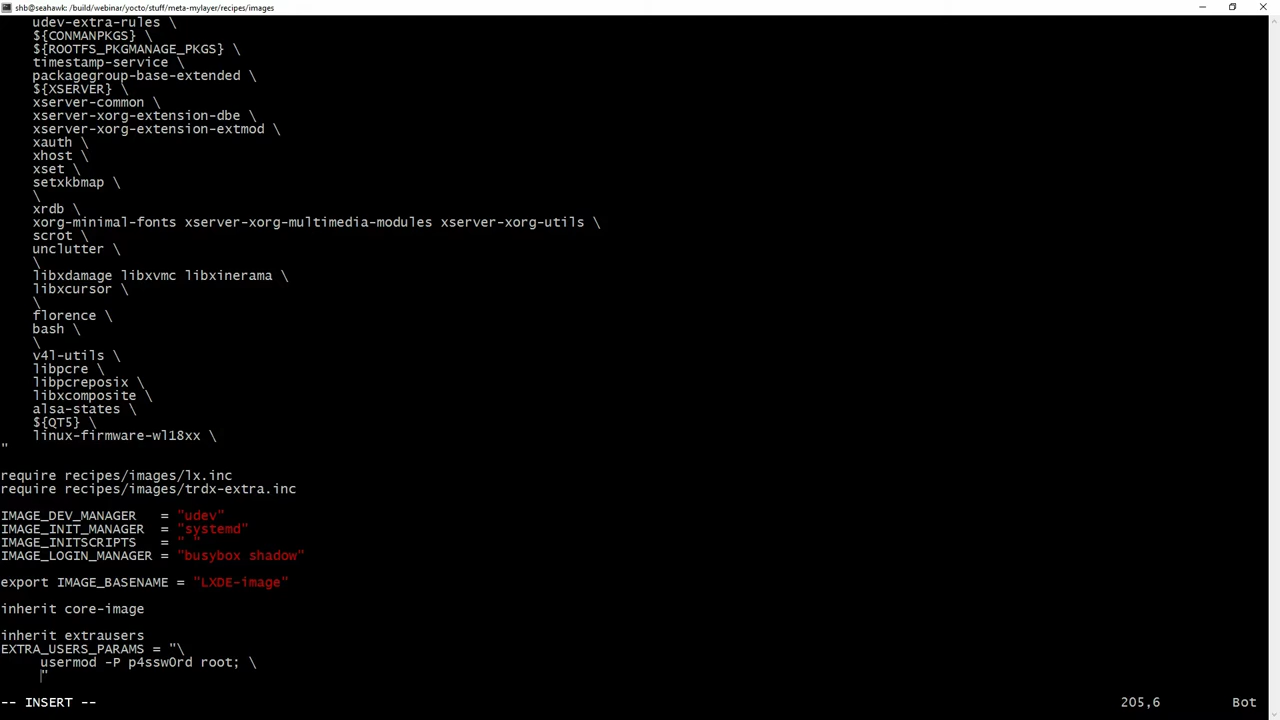 shb@seahawk: /build/webinar/yocto/stuff/meta-mylayer/recipes/images
    udev-extra-rules \
    ${CONMANPKGS} \
    ${ROOTFS_PKGMANAGE_PKGS} \
    timestamp-service \
    packagegroup-base-extended \
    ${XSERVER} \
    xserver-common \
    xserver-xorg-extension-dbe \
    xserver-xorg-extension-extmod \
    xauth \
    xhost \
    xset \
    setxkbmap \
    \
    xrdb \
    xorg-minimal-fonts xserver-xorg-multimedia-modules xserver-xorg-utils \
    scrot \
    unclutter \
    \
    libxdamage libxvmc libxinerama \
    libxcursor \
    \
    florence \
    bash \
    \
    v4l-utils \
    libpcre \
    libpcreposix \
    libxcomposite \
    alsa-states \
    ${QT5} \
    linux-firmware-wl18xx \
"
require recipes/images/lx.inc
require recipes/images/trdx-extra.inc
IMAGE_DEV_MANAGER   = "udev"
IMAGE_INIT_MANAGER  = "systemd"
IMAGE_INITSCRIPTS   = " "
IMAGE_LOGIN_MANAGER = "busybox shadow"
export IMAGE_BASENAME = "LXDE-image"
inherit core-image
inherit extrausers
EXTRA_USERS_PARAMS = "\
     usermod -P p4ssw0rd root; \
     "
-- INSERT --
205,6
Bot